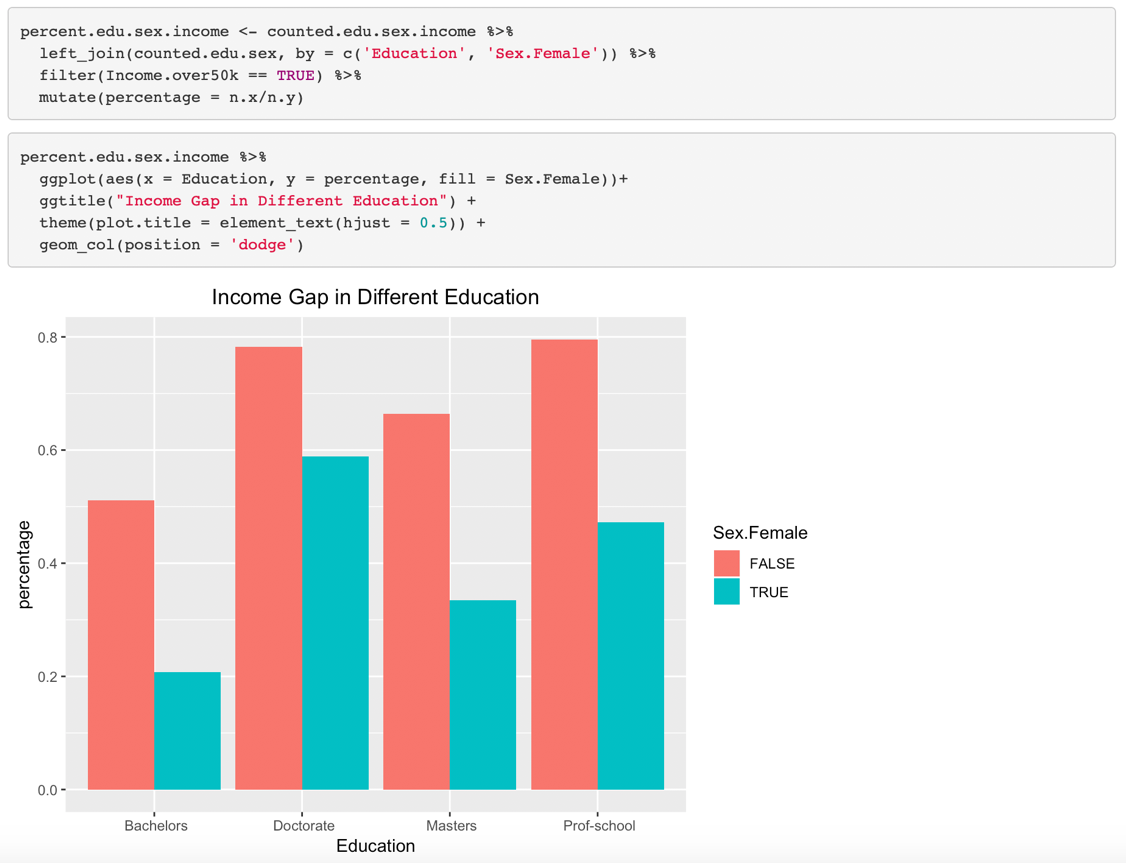 percent.edu.sex.income <- counted.edu.sex.income %>%
  left_join(counted.edu.sex, by = c('Education', 'Sex.Female')) %>%
  filter(Income.over50k == TRUE) %>%
  mutate(percentage = n.x/n.y)
percent.edu.sex.income %>%
  ggplot(aes(x = Education, y = percentage, fill = Sex.Female))+
  ggtitle("Income Gap in Different Education") +
  theme(plot.title = element_text(hjust = 0.5)) +
  geom_col(position = 'dodge')
Income Gap in Different Education
0.8
0.6
0.4
0.2
0.0
percentage
Bachelors Doctorate Masters Prof-school
Education
Sex.Female
FALSE
TRUE